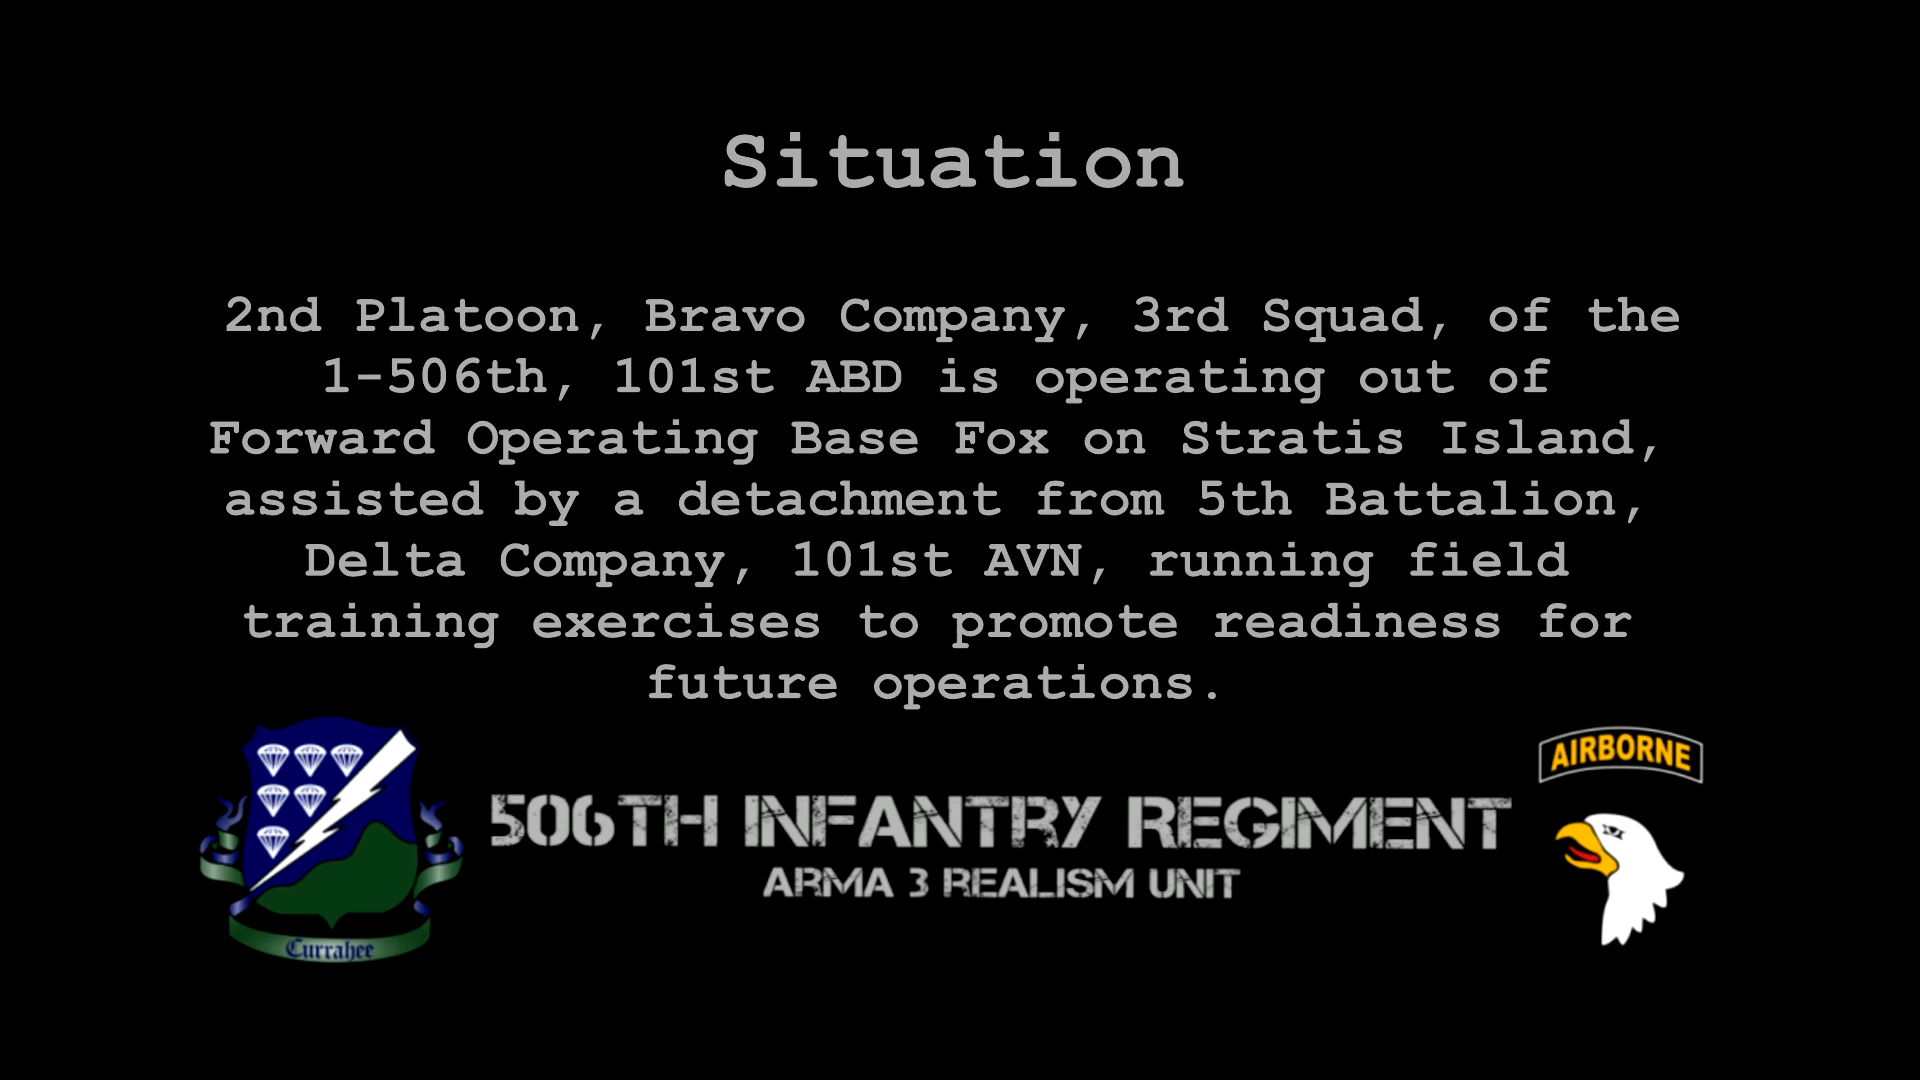 Situation
2nd Platoon, Bravo Company, 3rd Squad, of the
1-506th, 101st ABD is operating out of
Forward Operating Base Fox on Stratis Island,
assisted by a detachment from 5th Battalion,
Delta Company, 101st AVN, running field
training exercises to promote readiness for
future operations.
AIRBORNE
506TH INFANTRY REGIMENT
ARMA 3 REALISM UNIT
Currahee